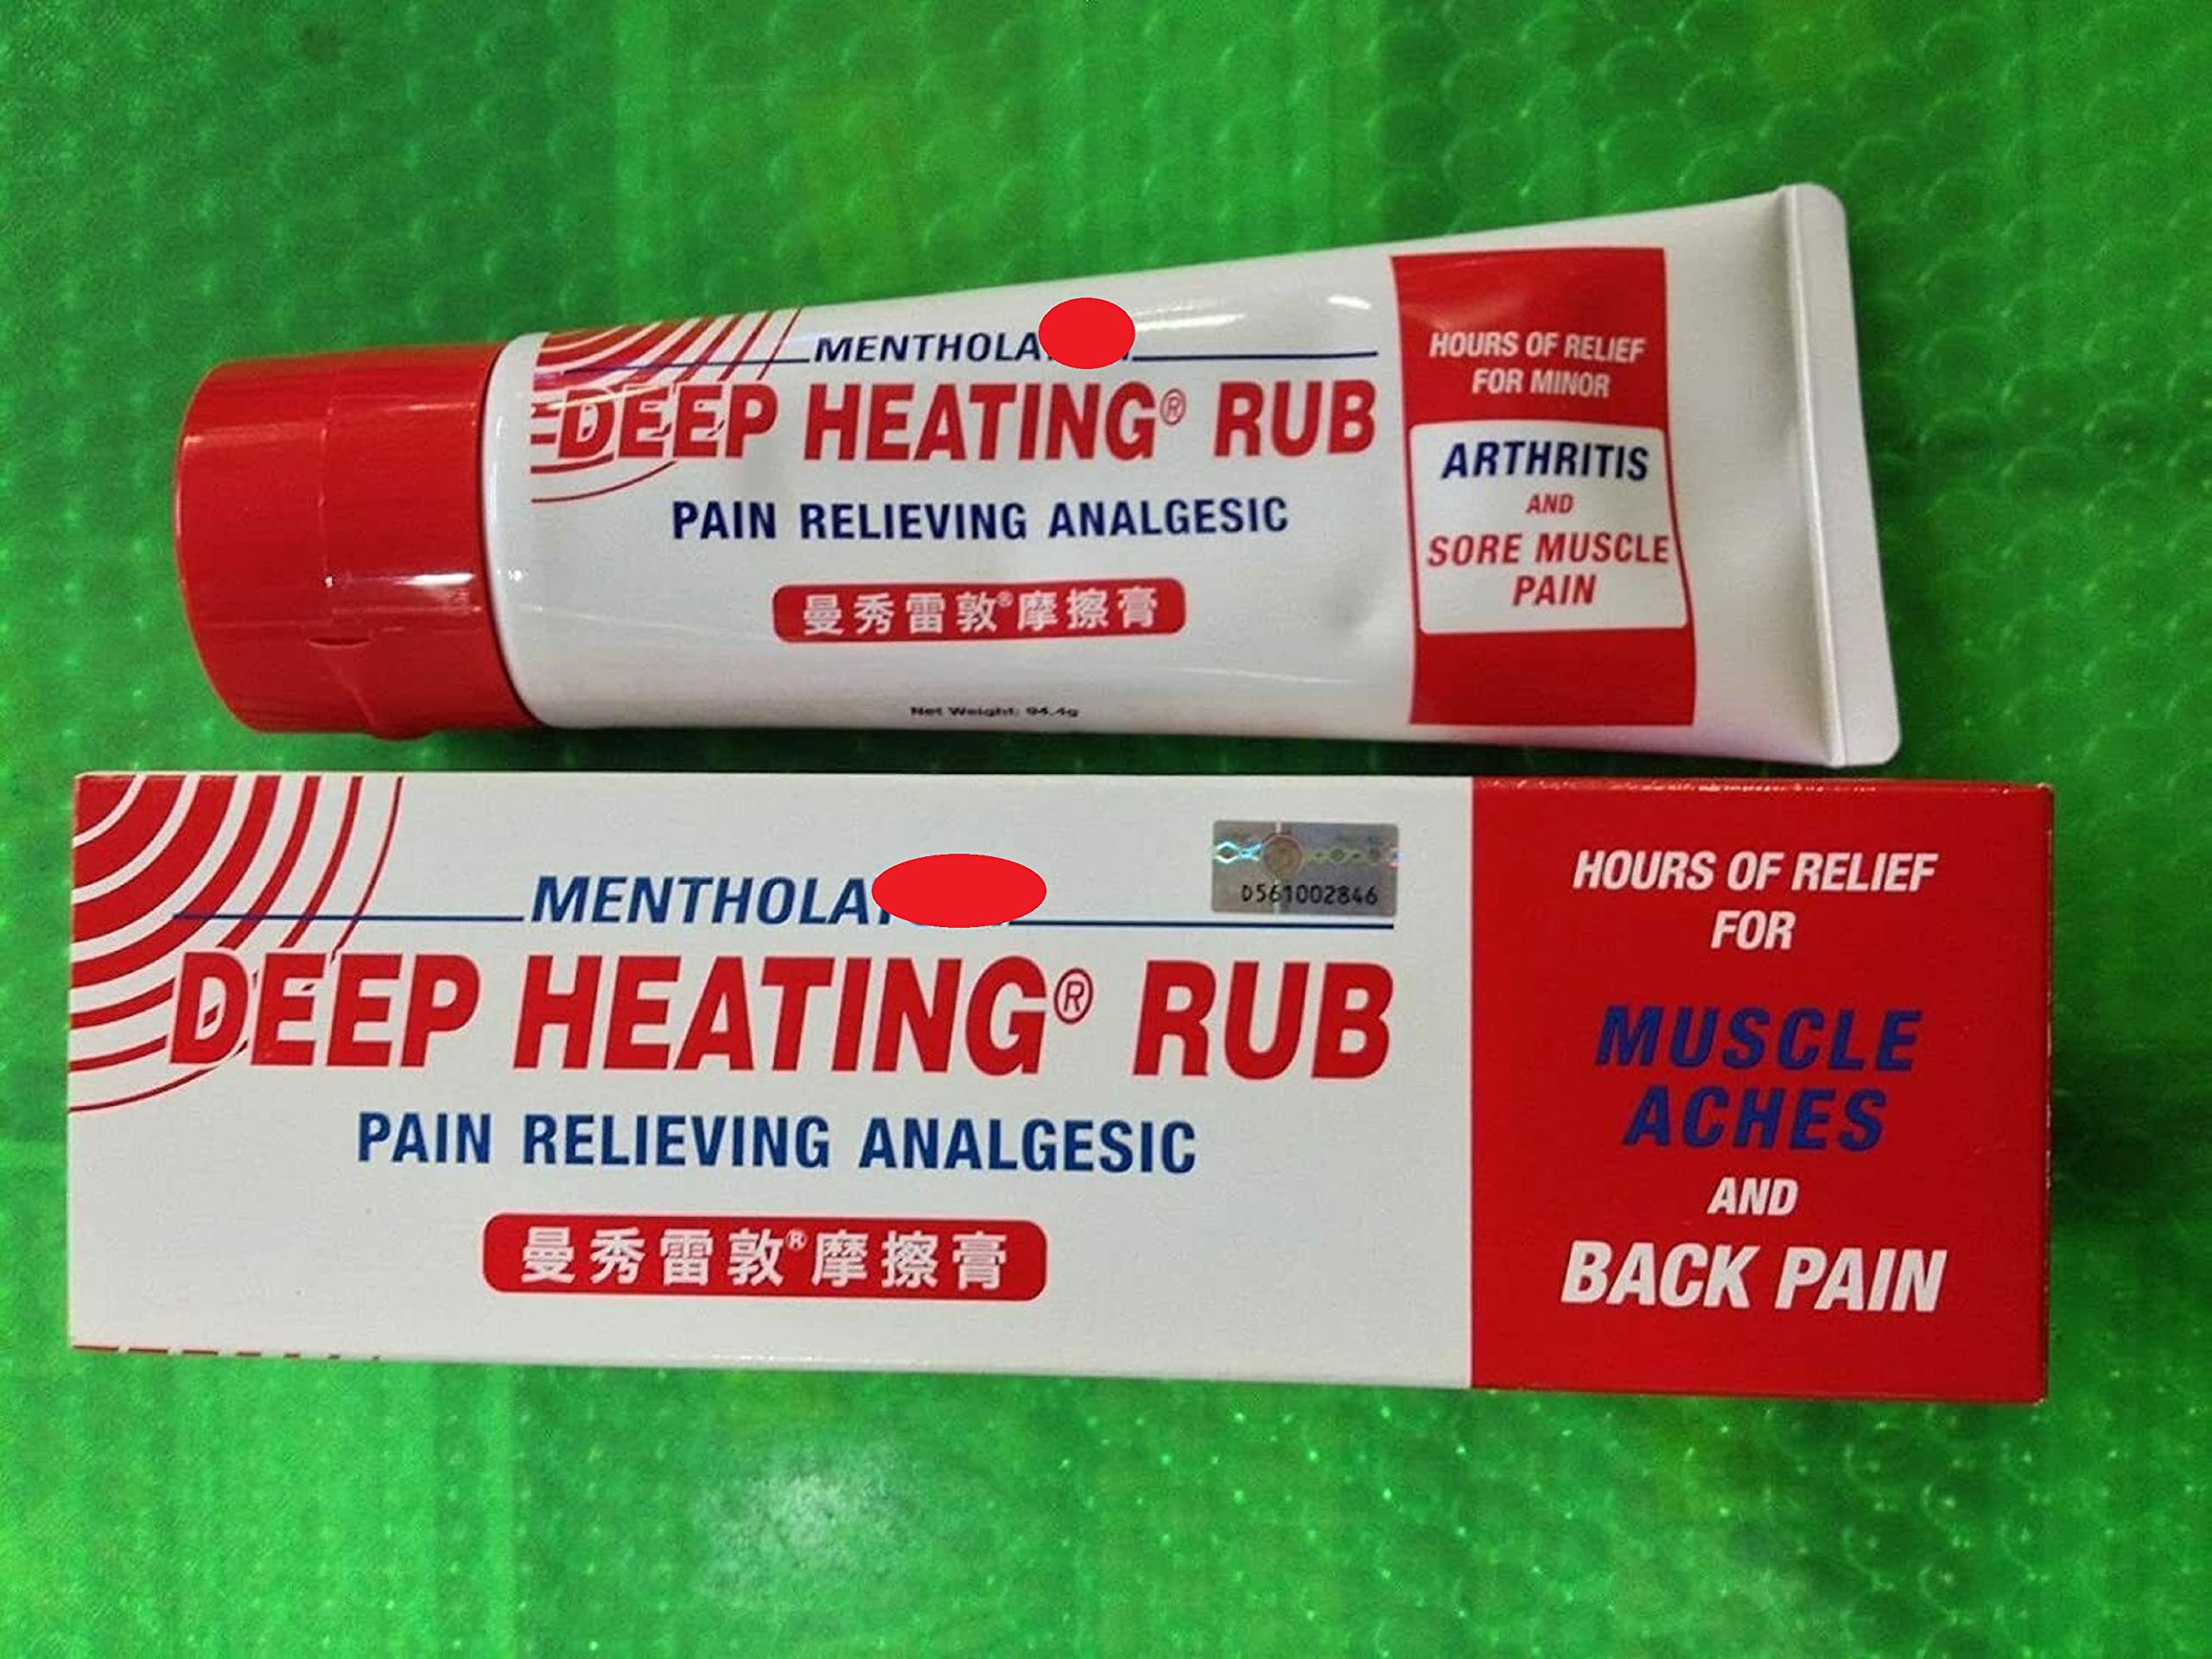 MENTHOLA
DEEP HEATING® RUB
PAIN RELIEVING ANALGESIC
曼秀雷敦®摩擦膏
Net Weight: 94.4g
HOURS OF RELIEF
FOR MINOR
ARTHRITIS
AND
SORE MUSCLE
PAIN
MENTHOLA
D561002846
DEEP HEATING® RUB
PAIN RELIEVING ANALGESIC
曼秀雷敦®摩擦膏
HOURS OF RELIEF
FOR
MUSCLE
ACHES
AND
BACK PAIN